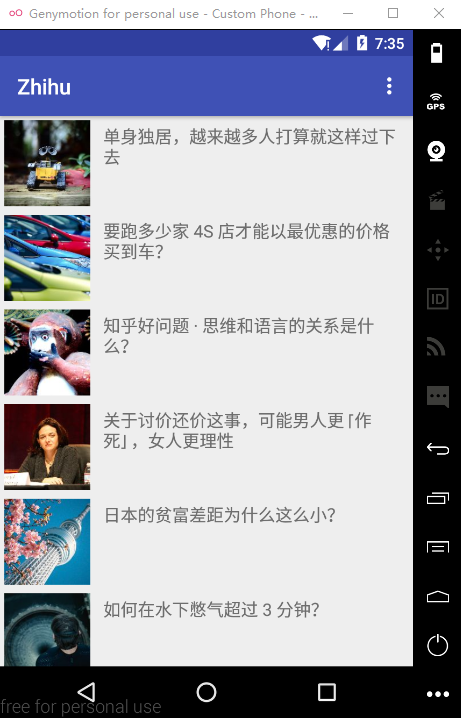 Genymotion for personal use - Custom Phone - ...
7:35
Zhihu
单身独居，越来越多人打算就这样过下
去
要跑多少家 4S 店才能以最优惠的价格
买到车？
知乎好问题 · 思维和语言的关系是什
么？
关于讨价还价这事，可能男人更「作
死」，女人更理性
日本的贫富差距为什么这么小？
如何在水下憋气超过 3 分钟？
GPS
ID
free for personal use